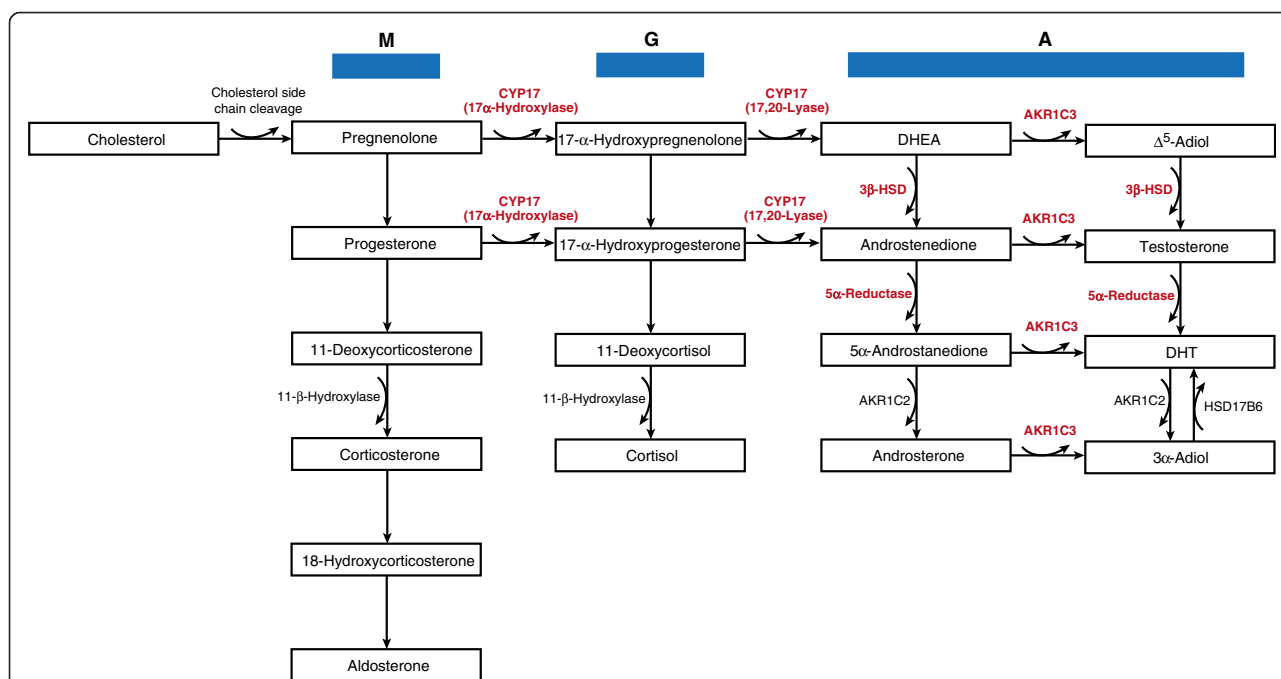 M
G
A
Cholesterol side
chain cleavage
CYP17
(17α-Hydroxylase)
CYP17
(17,20-Lyase)
AKR1C3
Cholesterol
Pregnenolone
17-α-Hydroxypregnenolone
DHEA
Δ⁵-Adiol
3β-HSD
3β-HSD
CYP17
(17α-Hydroxylase)
CYP17
(17,20-Lyase)
AKR1C3
Progesterone
17-α-Hydroxyprogesterone
Androstenedione
Testosterone
5α-Reductase
5α-Reductase
AKR1C3
11-Deoxycorticosterone
11-Deoxycortisol
5α-Androstanedione
DHT
11-β-Hydroxylase
11-β-Hydroxylase
AKR1C2
AKR1C2
HSD17B6
AKR1C3
Corticosterone
Cortisol
Androsterone
3α-Adiol
18-Hydroxycorticosterone
Aldosterone